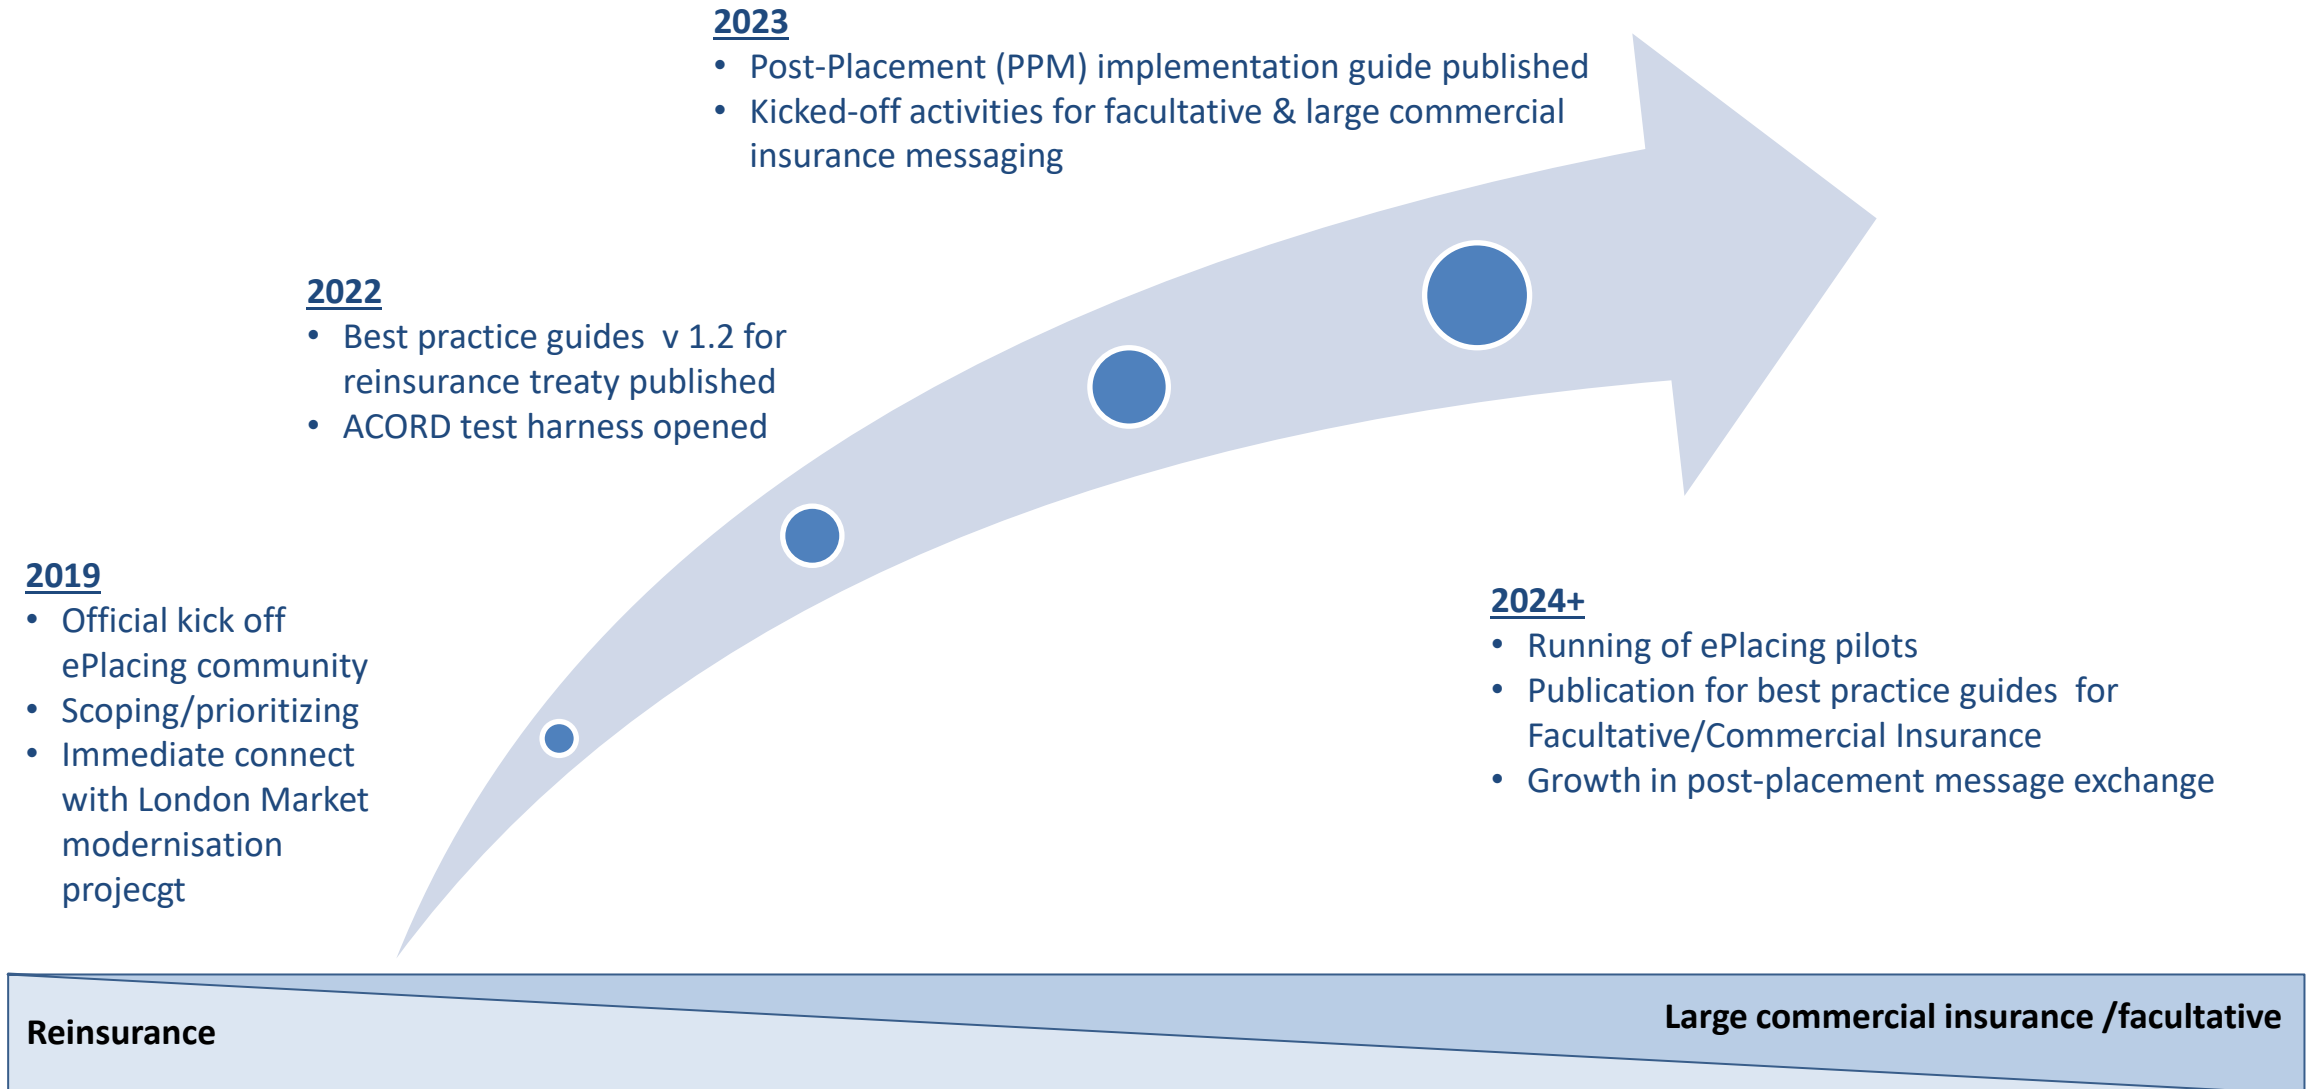 2023
• Post-Placement (PPM) implementation guide published
• Kicked-off activities for facultative & large commercial
insurance messaging
2022
• Best practice guides  v 1.2 for
reinsurance treaty published
• ACORD test harness opened
2019
• Official kick off
ePlacing community
• Scoping/prioritizing
• Immediate connect
with London Market
modernisation
projecgt
2024+
• Running of ePlacing pilots
• Publication for best practice guides  for
Facultative/Commercial Insurance
• Growth in post-placement message exchange
Reinsurance
Large commercial insurance /facultative